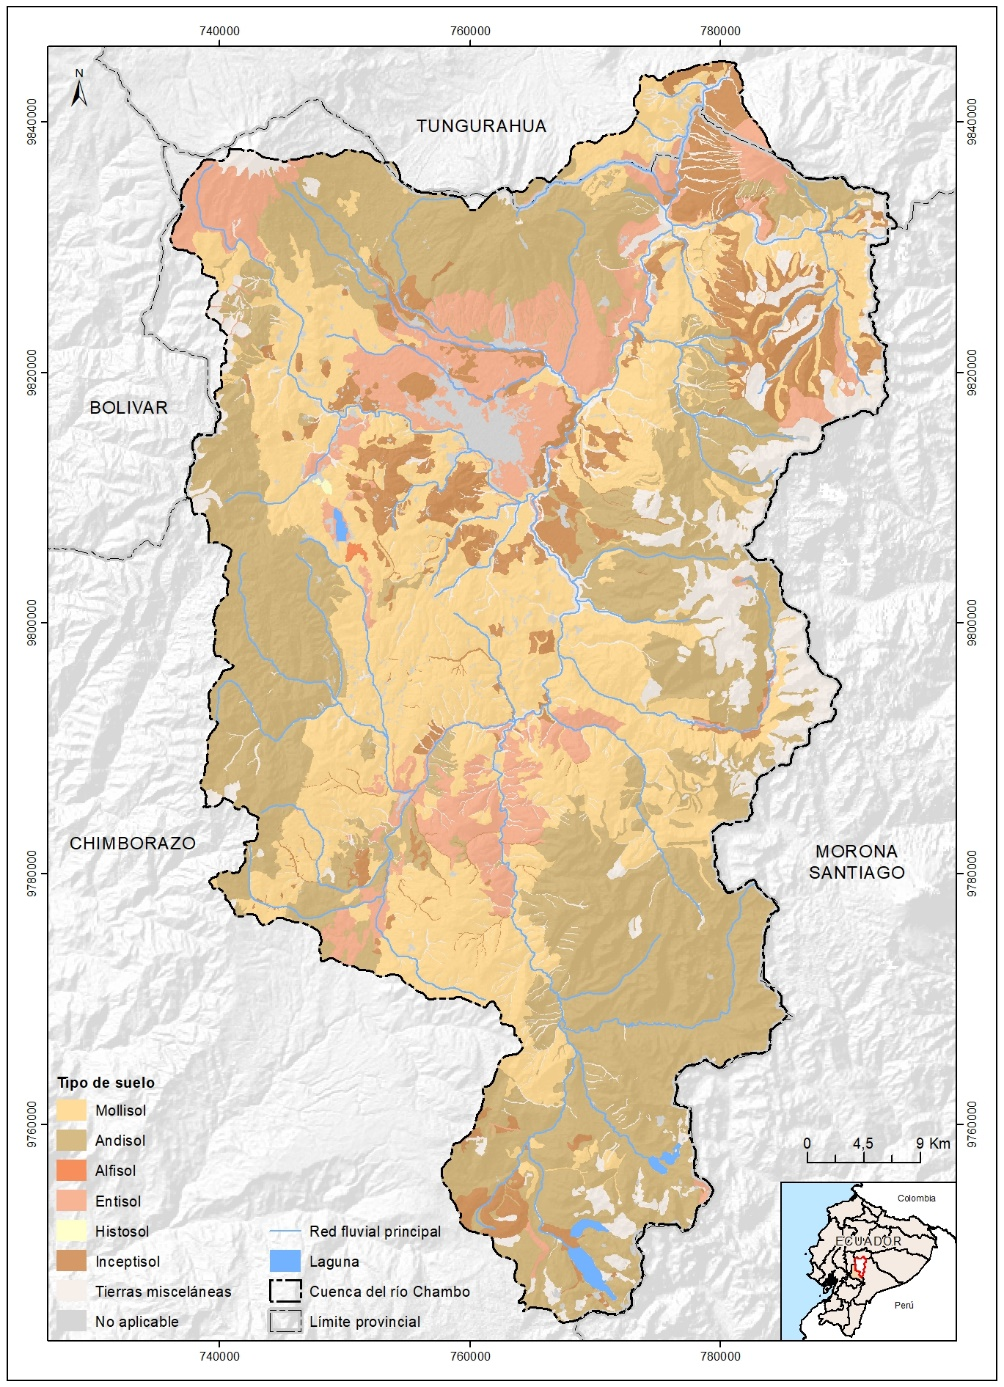 740000 760000 780000
N
9840000 9840000
TUNGURAHUA
9820000 9820000
BOLIVAR
9800000 9800000
CHIMBORAZO
MORONA
SANTIAGO
9780000 9780000
9760000 9760000
Tipo de suelo
Mollisol
Andisol
Alfisol
Entisol
Histosol
Inceptisol
Tierras misceláneas
No aplicable
Red fluvial principal
Laguna
Cuenca del río Chambo
Límite provincial
0 4,5 9 Km
Colombia
ECUADOR
Perú
740000 760000 780000